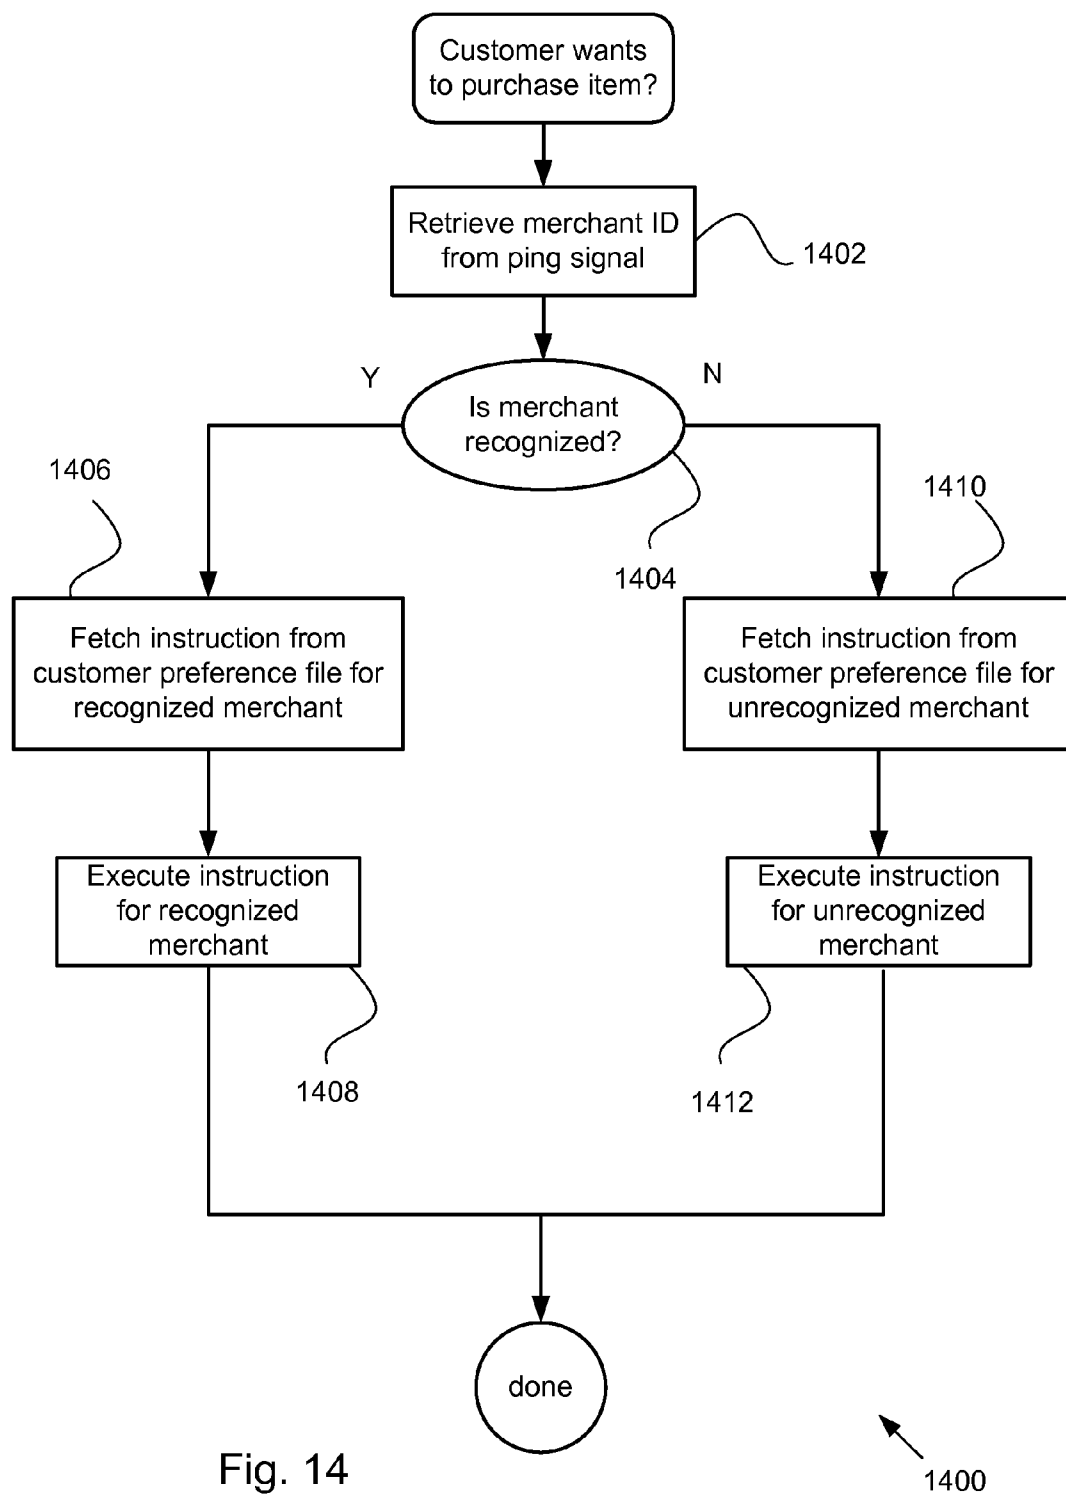 Customer wants
to purchase item?
Retrieve merchant ID
from ping signal
1402
Y
N
Is merchant
recognized?
1406
1410
1404
Fetch instruction from
customer preference file for
recognized merchant
Fetch instruction from
customer preference file for
unrecognized merchant
Execute instruction
for recognized
merchant
Execute instruction
for unrecognized
merchant
1408
1412
done
Fig. 14
1400